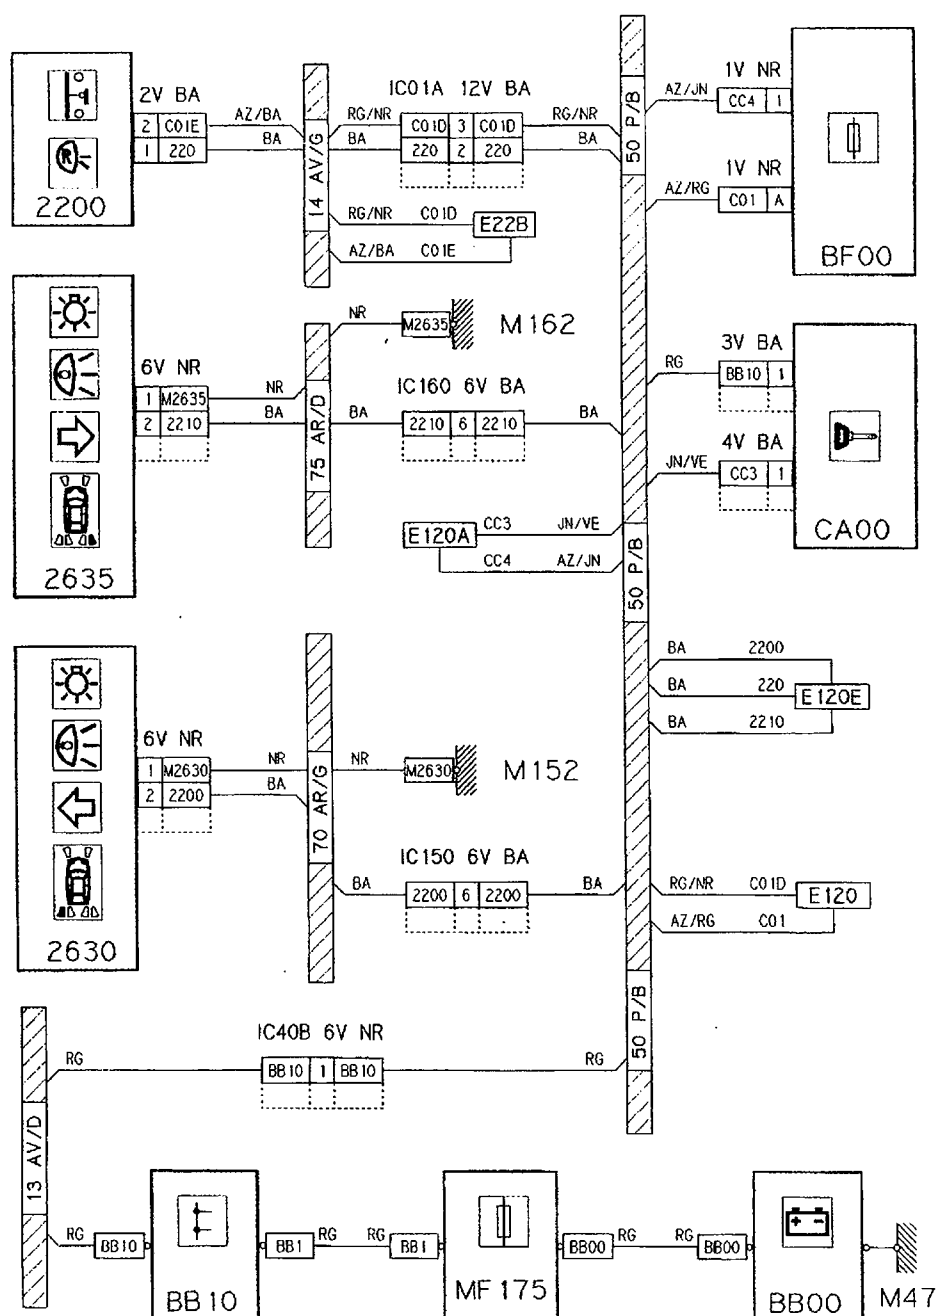 2V BA
2 C01E
1 220
AZ/BA
BA
2200
14 AV/G
RG/NR
BA
IC01A 12V BA
C01D 3 C01D
220 2 220
RG/NR
BA
RG/NR C01D
E22B
AZ/BA C01E
50 P/B
AZ/JN
1V NR
CC4 1
AZ/RG
1V NR
C01 A
BF00
6V NR
1 M2635
2 2210
NR
BA
2635
75 AR/D
NR
M2635
M162
BA
IC160 6V BA
2210 6 2210
BA
RG
3V BA
BB10 1
JN/VE
4V BA
CC3 1
CA00
E120A
CC3 JN/VE
CC4 AZ/JN
50 P/B
BA 2200
BA 220
E120E
BA 2210
6V NR
1 M2630
2 2200
NR
BA
2630
70 AR/G
NR
M2630
M152
BA
IC150 6V BA
2200 6 2200
BA
RG/NR C01D
E120
AZ/RG C01
50 P/B
13 AV/D
RG
IC40B 6V NR
BB10 1 BB10
RG
RG
BB10
BB10
BB1
RG
RG
BB1
MF175
BB00
RG
RG
BB00
BB00
M47